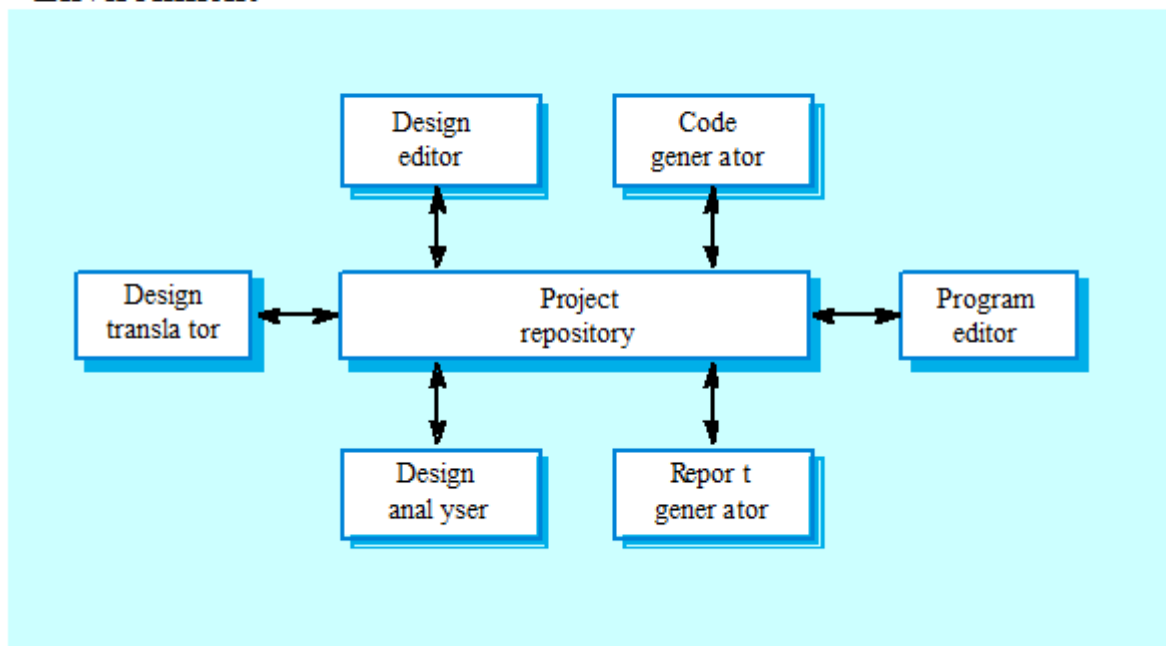 Design
editor
Code
gener ator
Design
transla tor
Project
repository
Program
editor
Design
anal yser
Repor t
gener ator